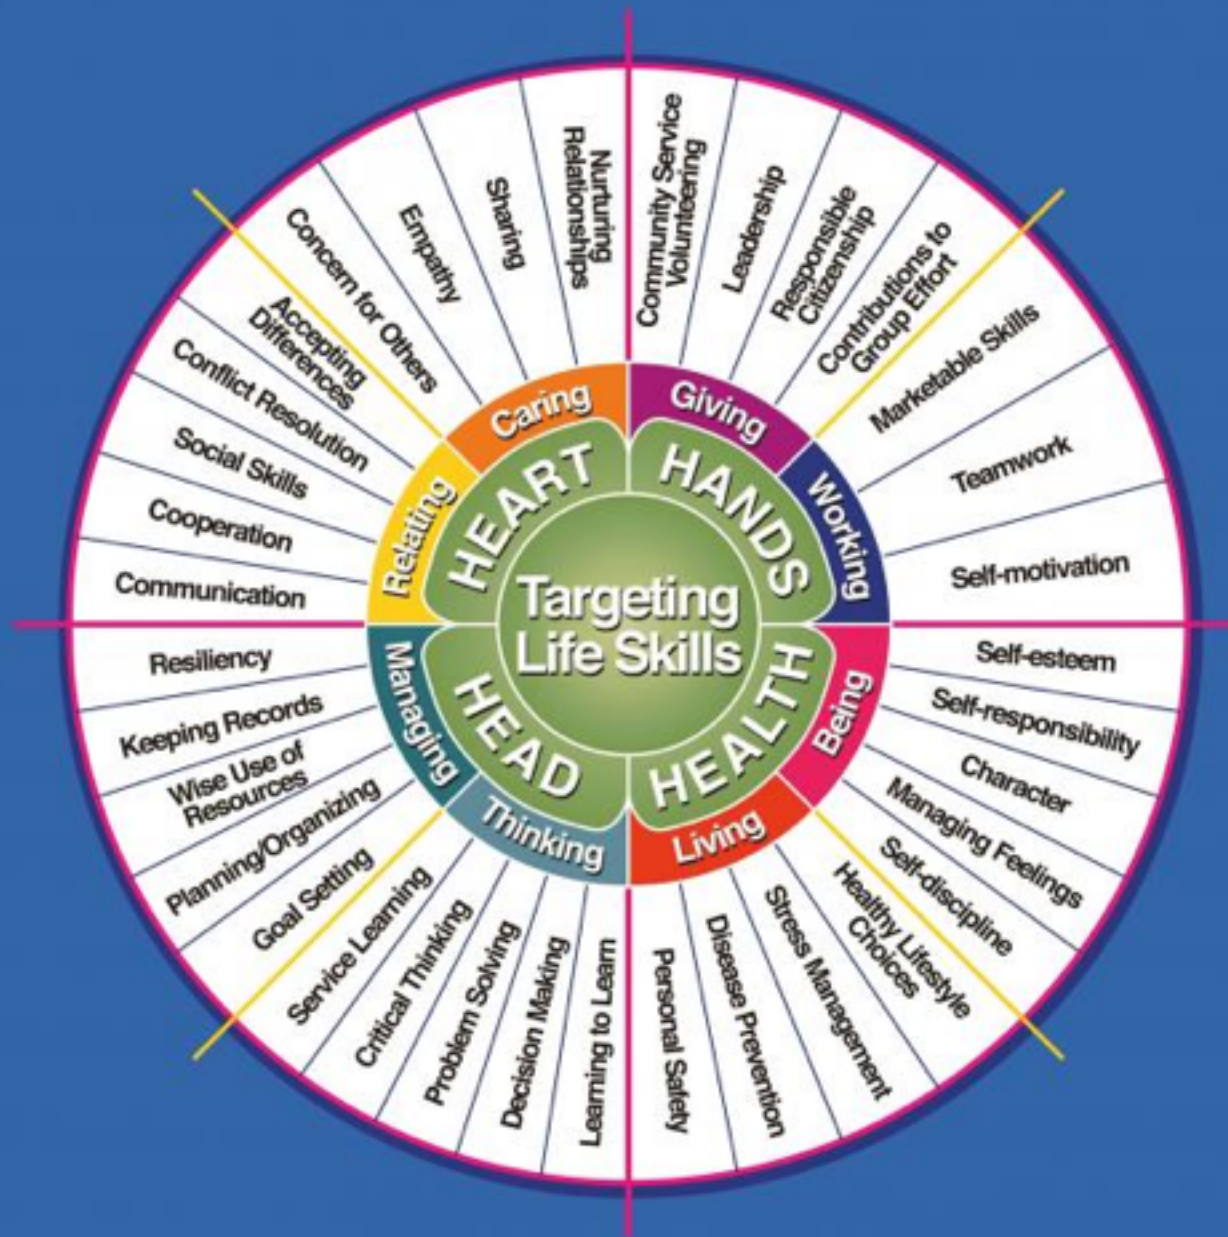 Targeting
Life Skills
HEART
HANDS
HEALTH
HEAD
Caring
Giving
Working
Being
Living
Thinking
Managing
Relating
Community Service
Volunteering
Leadership
Responsible
Citizenship
Contributions to
Group Effort
Marketable Skills
Teamwork
Self-motivation
Self-esteem
Self-responsibility
Character
Managing Feelings
Self-discipline
Healthy Lifestyle
Choices
Stress Management
Disease Prevention
Personal Safety
Learning to Learn
Decision Making
Problem Solving
Critical Thinking
Service Learning
Goal Setting
Planning/Organizing
Wise Use of
Resources
Keeping Records
Resiliency
Communication
Cooperation
Social Skills
Conflict Resolution
Accepting
Differences
Concern for Others
Empathy
Sharing
Nurturing
Relationships